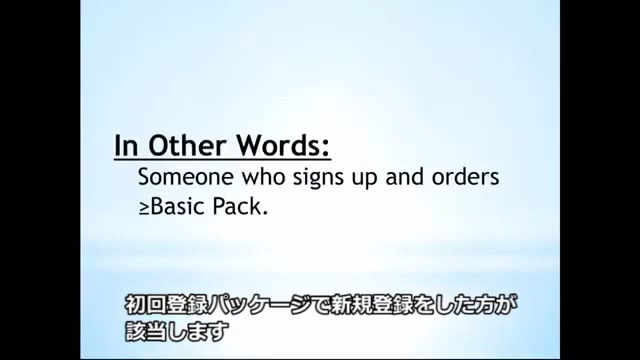 In Other Words:
Someone who signs up and orders
≥Basic Pack.
初回登録パッケージで新規登録をした方が
該当します